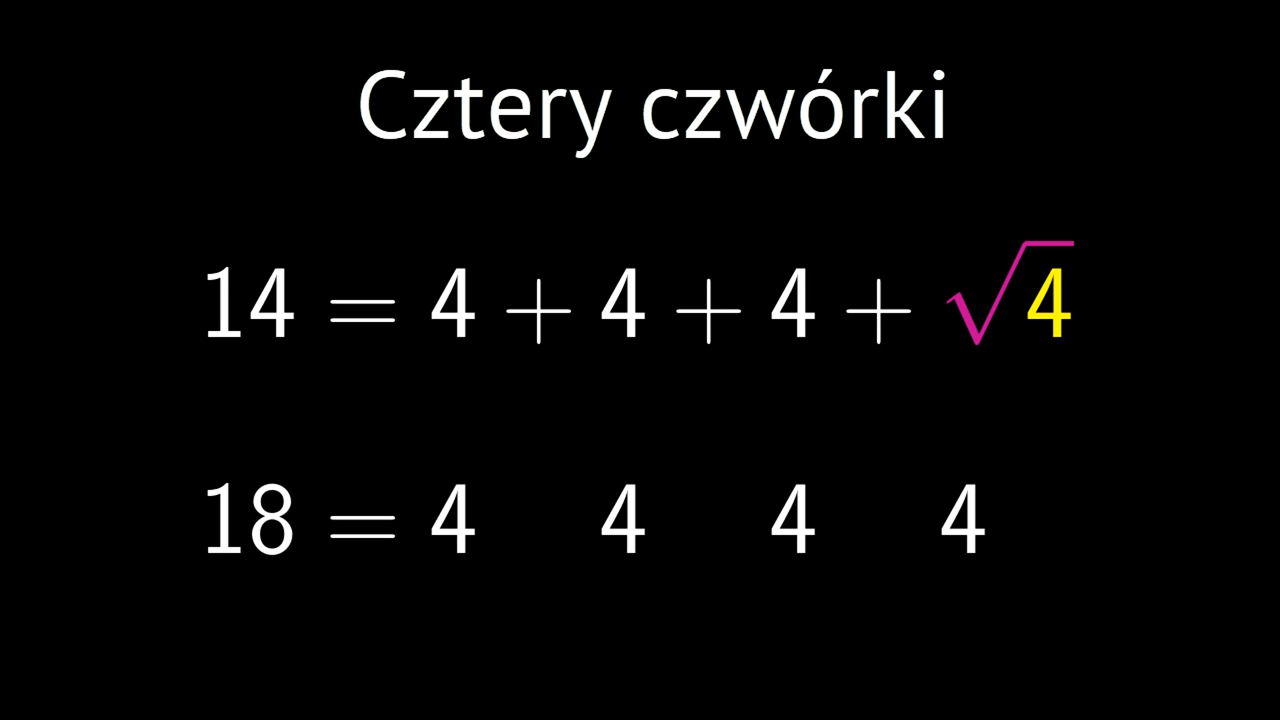 Cztery czwórki
14 = 4 + 4 + 4 + √4
18 = 4 4 4 4